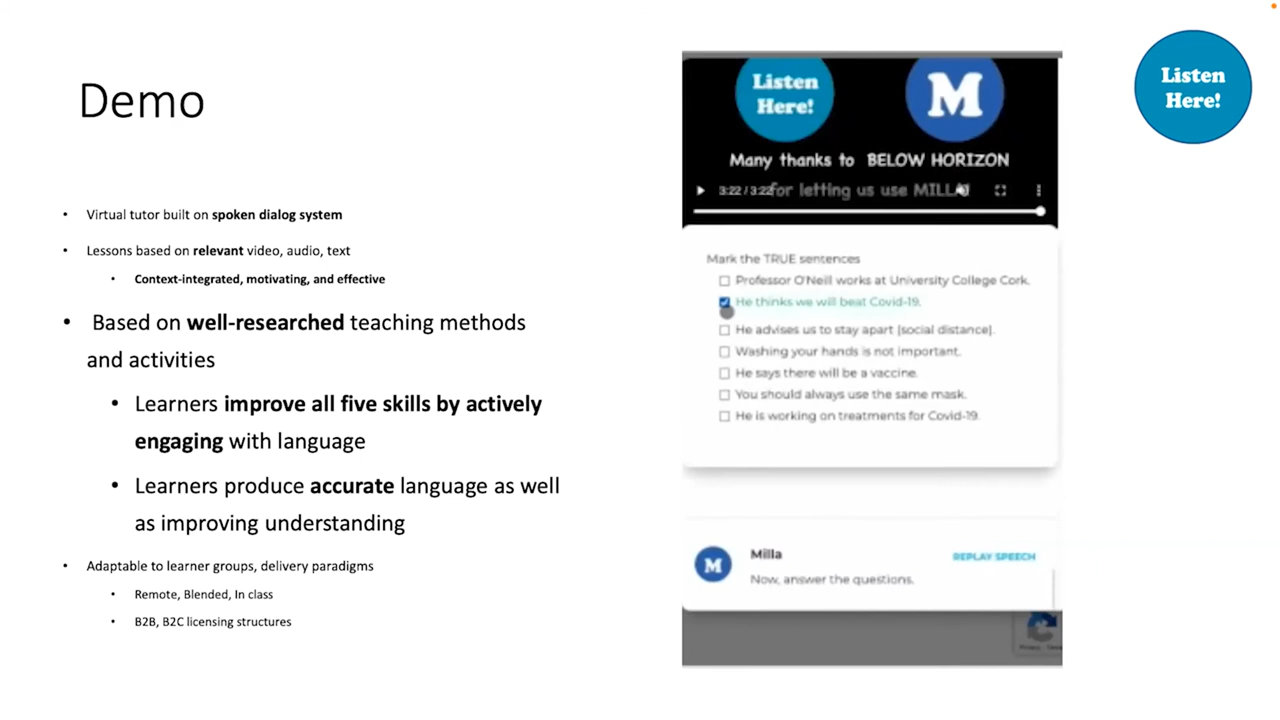 Demo
• Virtual tutor built on spoken dialog system
• Lessons based on relevant video, audio, text
• Context-integrated, motivating, and effective
• Based on well-researched teaching methods
and activities
• Learners improve all five skills by actively
engaging with language
• Learners produce accurate language as well
as improving understanding
• Adaptable to learner groups, delivery paradigms
• Remote, Blended, In class
• B2B, B2C licensing structures
Listen
Here!
M
Many thanks to BELOW HORIZON
3:22 / 3:22
for letting us use MILLA
Mark the TRUE sentences
Professor O'Neill works at University College Cork.
He thinks we will beat Covid-19.
He advises us to stay apart [social distance].
Washing your hands is not important.
He says there will be a vaccine.
You should always use the same mask.
He is working on treatments for Covid-19.
M
Milla
REPLAY SPEECH
Now, answer the questions.
Listen
Here!